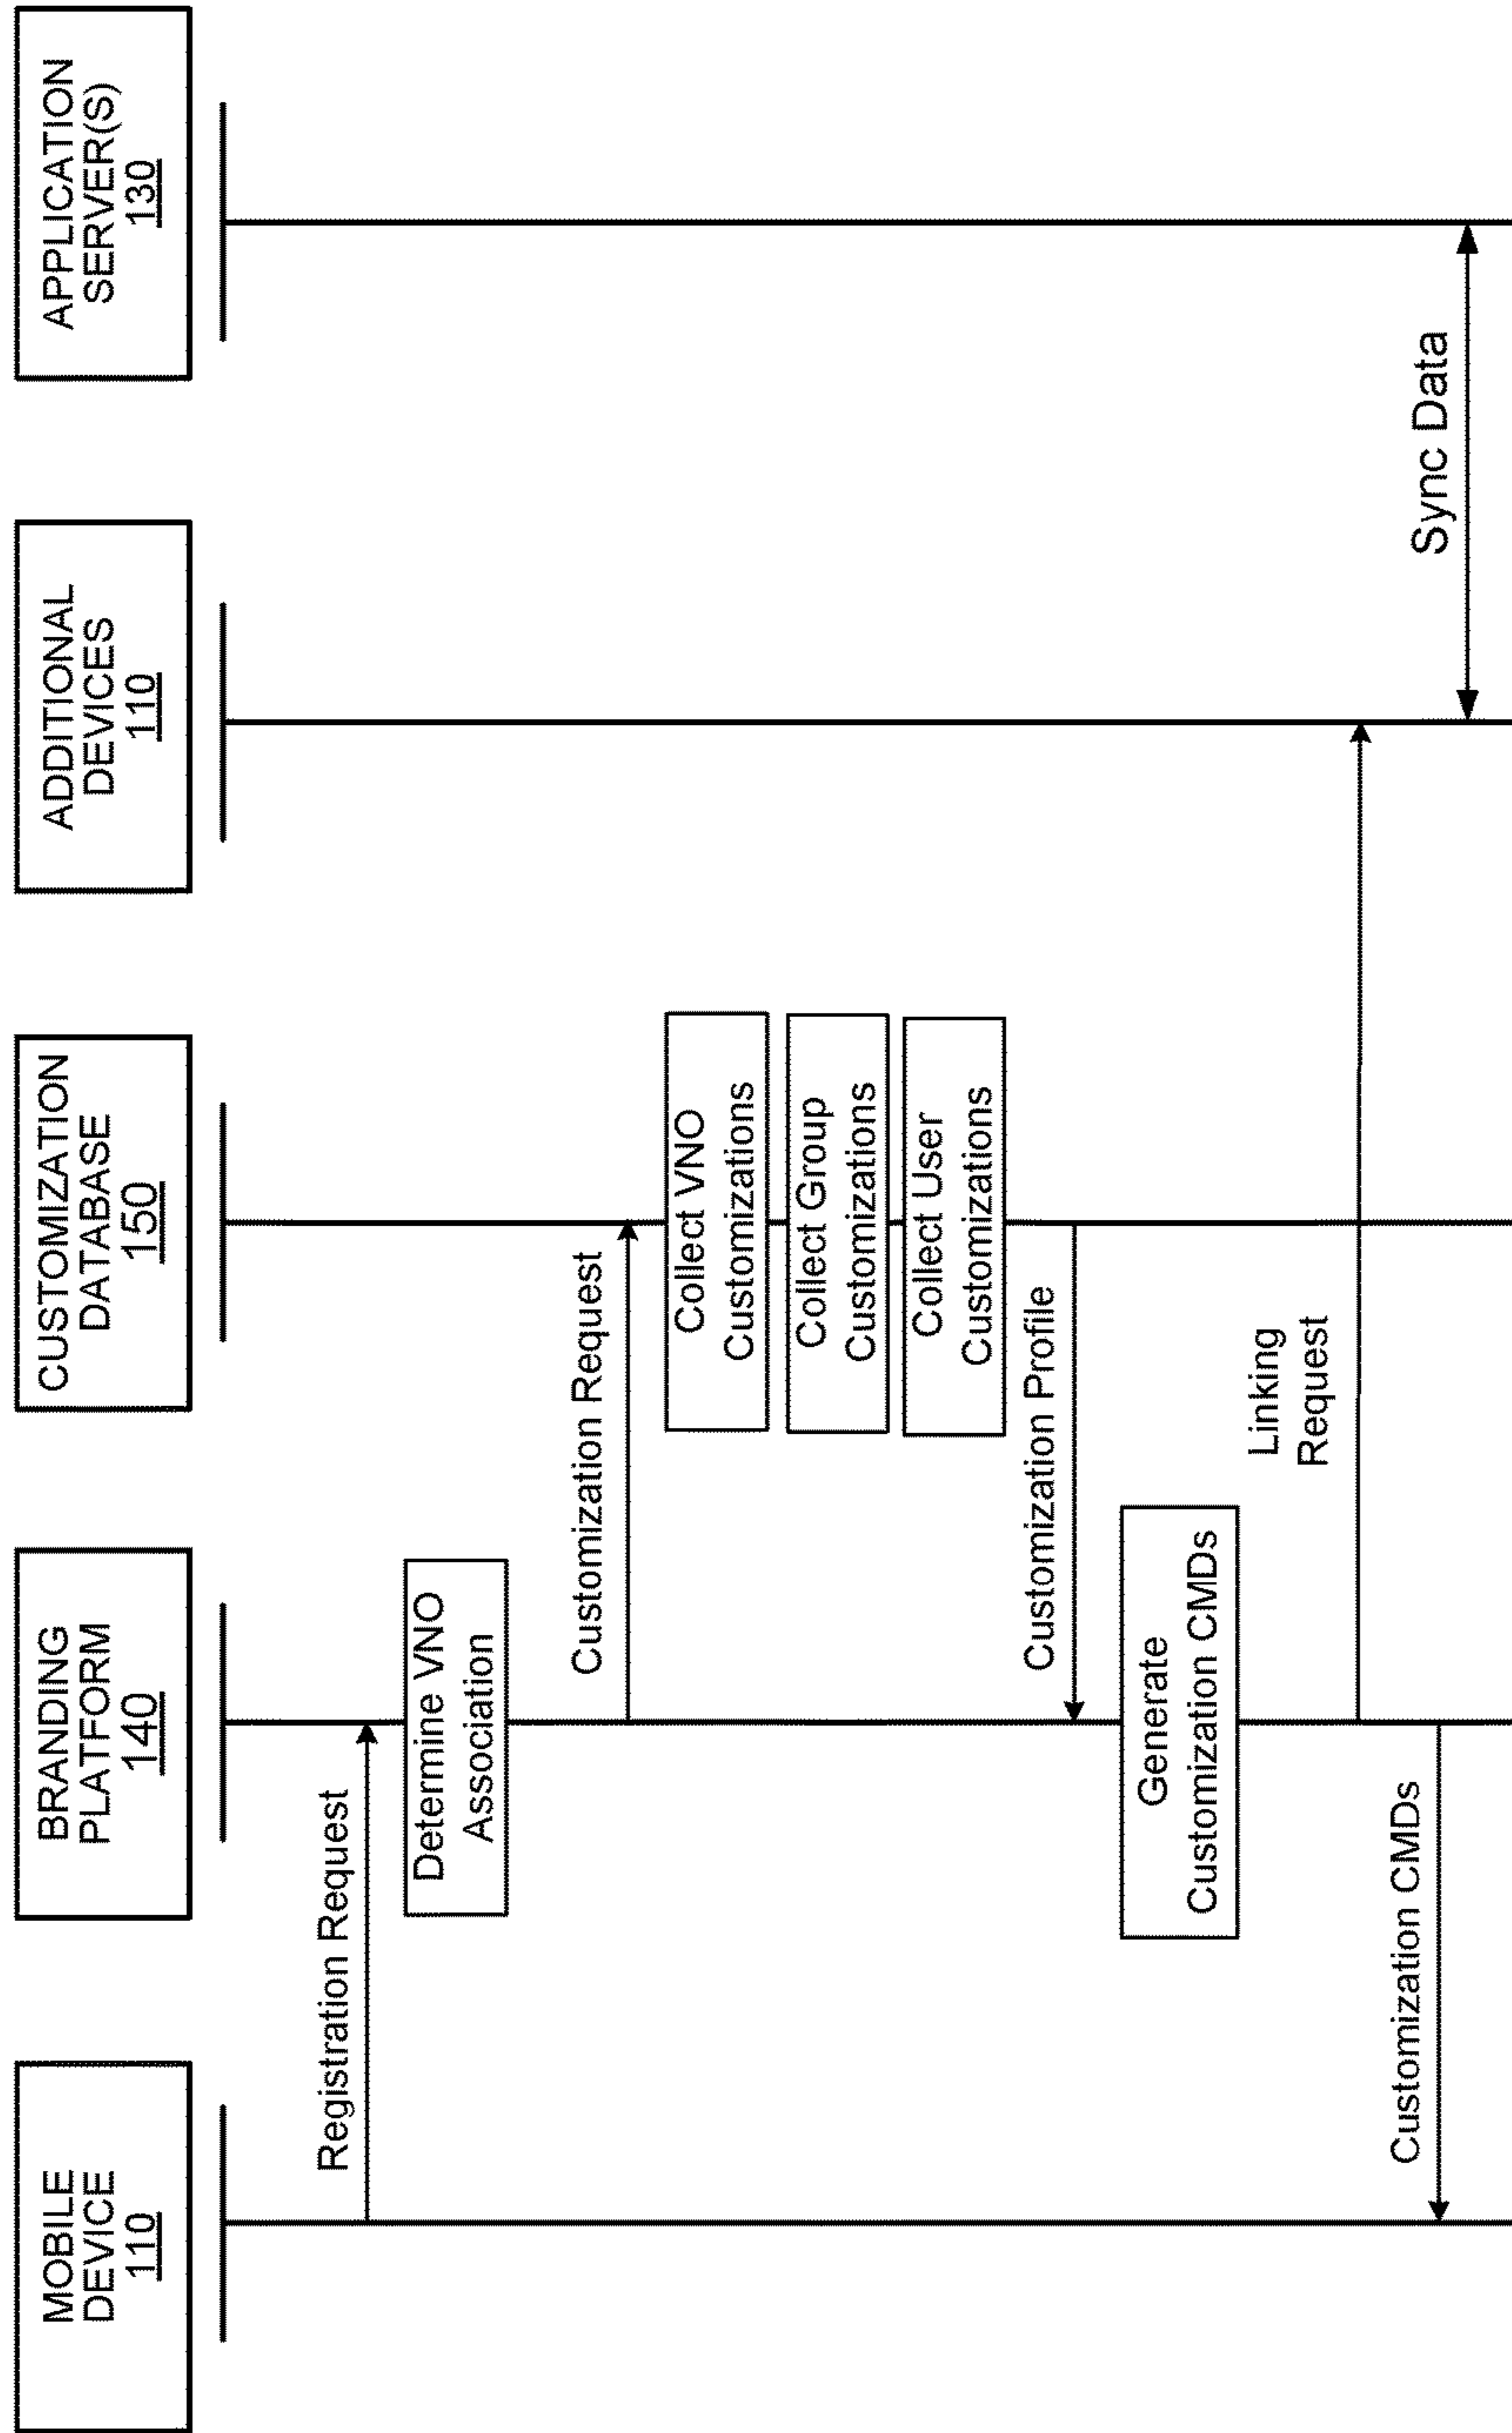 MOBILE
DEVICE
110
BRANDING
PLATFORM
140
CUSTOMIZATION
DATABASE
150
ADDITIONAL
DEVICES
110
APPLICATION
SERVER(S)
130
Registration Request
Determine VNO
Association
Customization Request
Collect VNO
Customizations
Collect Group
Customizations
Collect User
Customizations
Customization Profile
Generate
Customization CMDs
Linking
Request
Customization CMDs
Sync Data